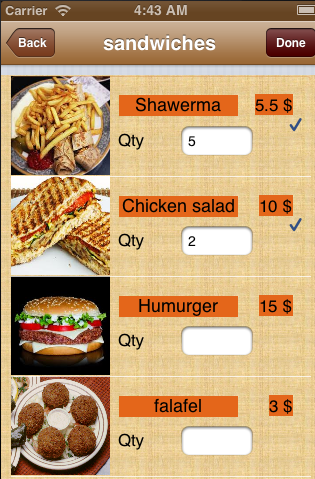 Carrier 4:43 AM
Back sandwiches Done
Shawerma 5.5 $
Qty 5
Chicken salad 10 $
Qty 2
Humurger 15 $
Qty
falafel 3 $
Qty